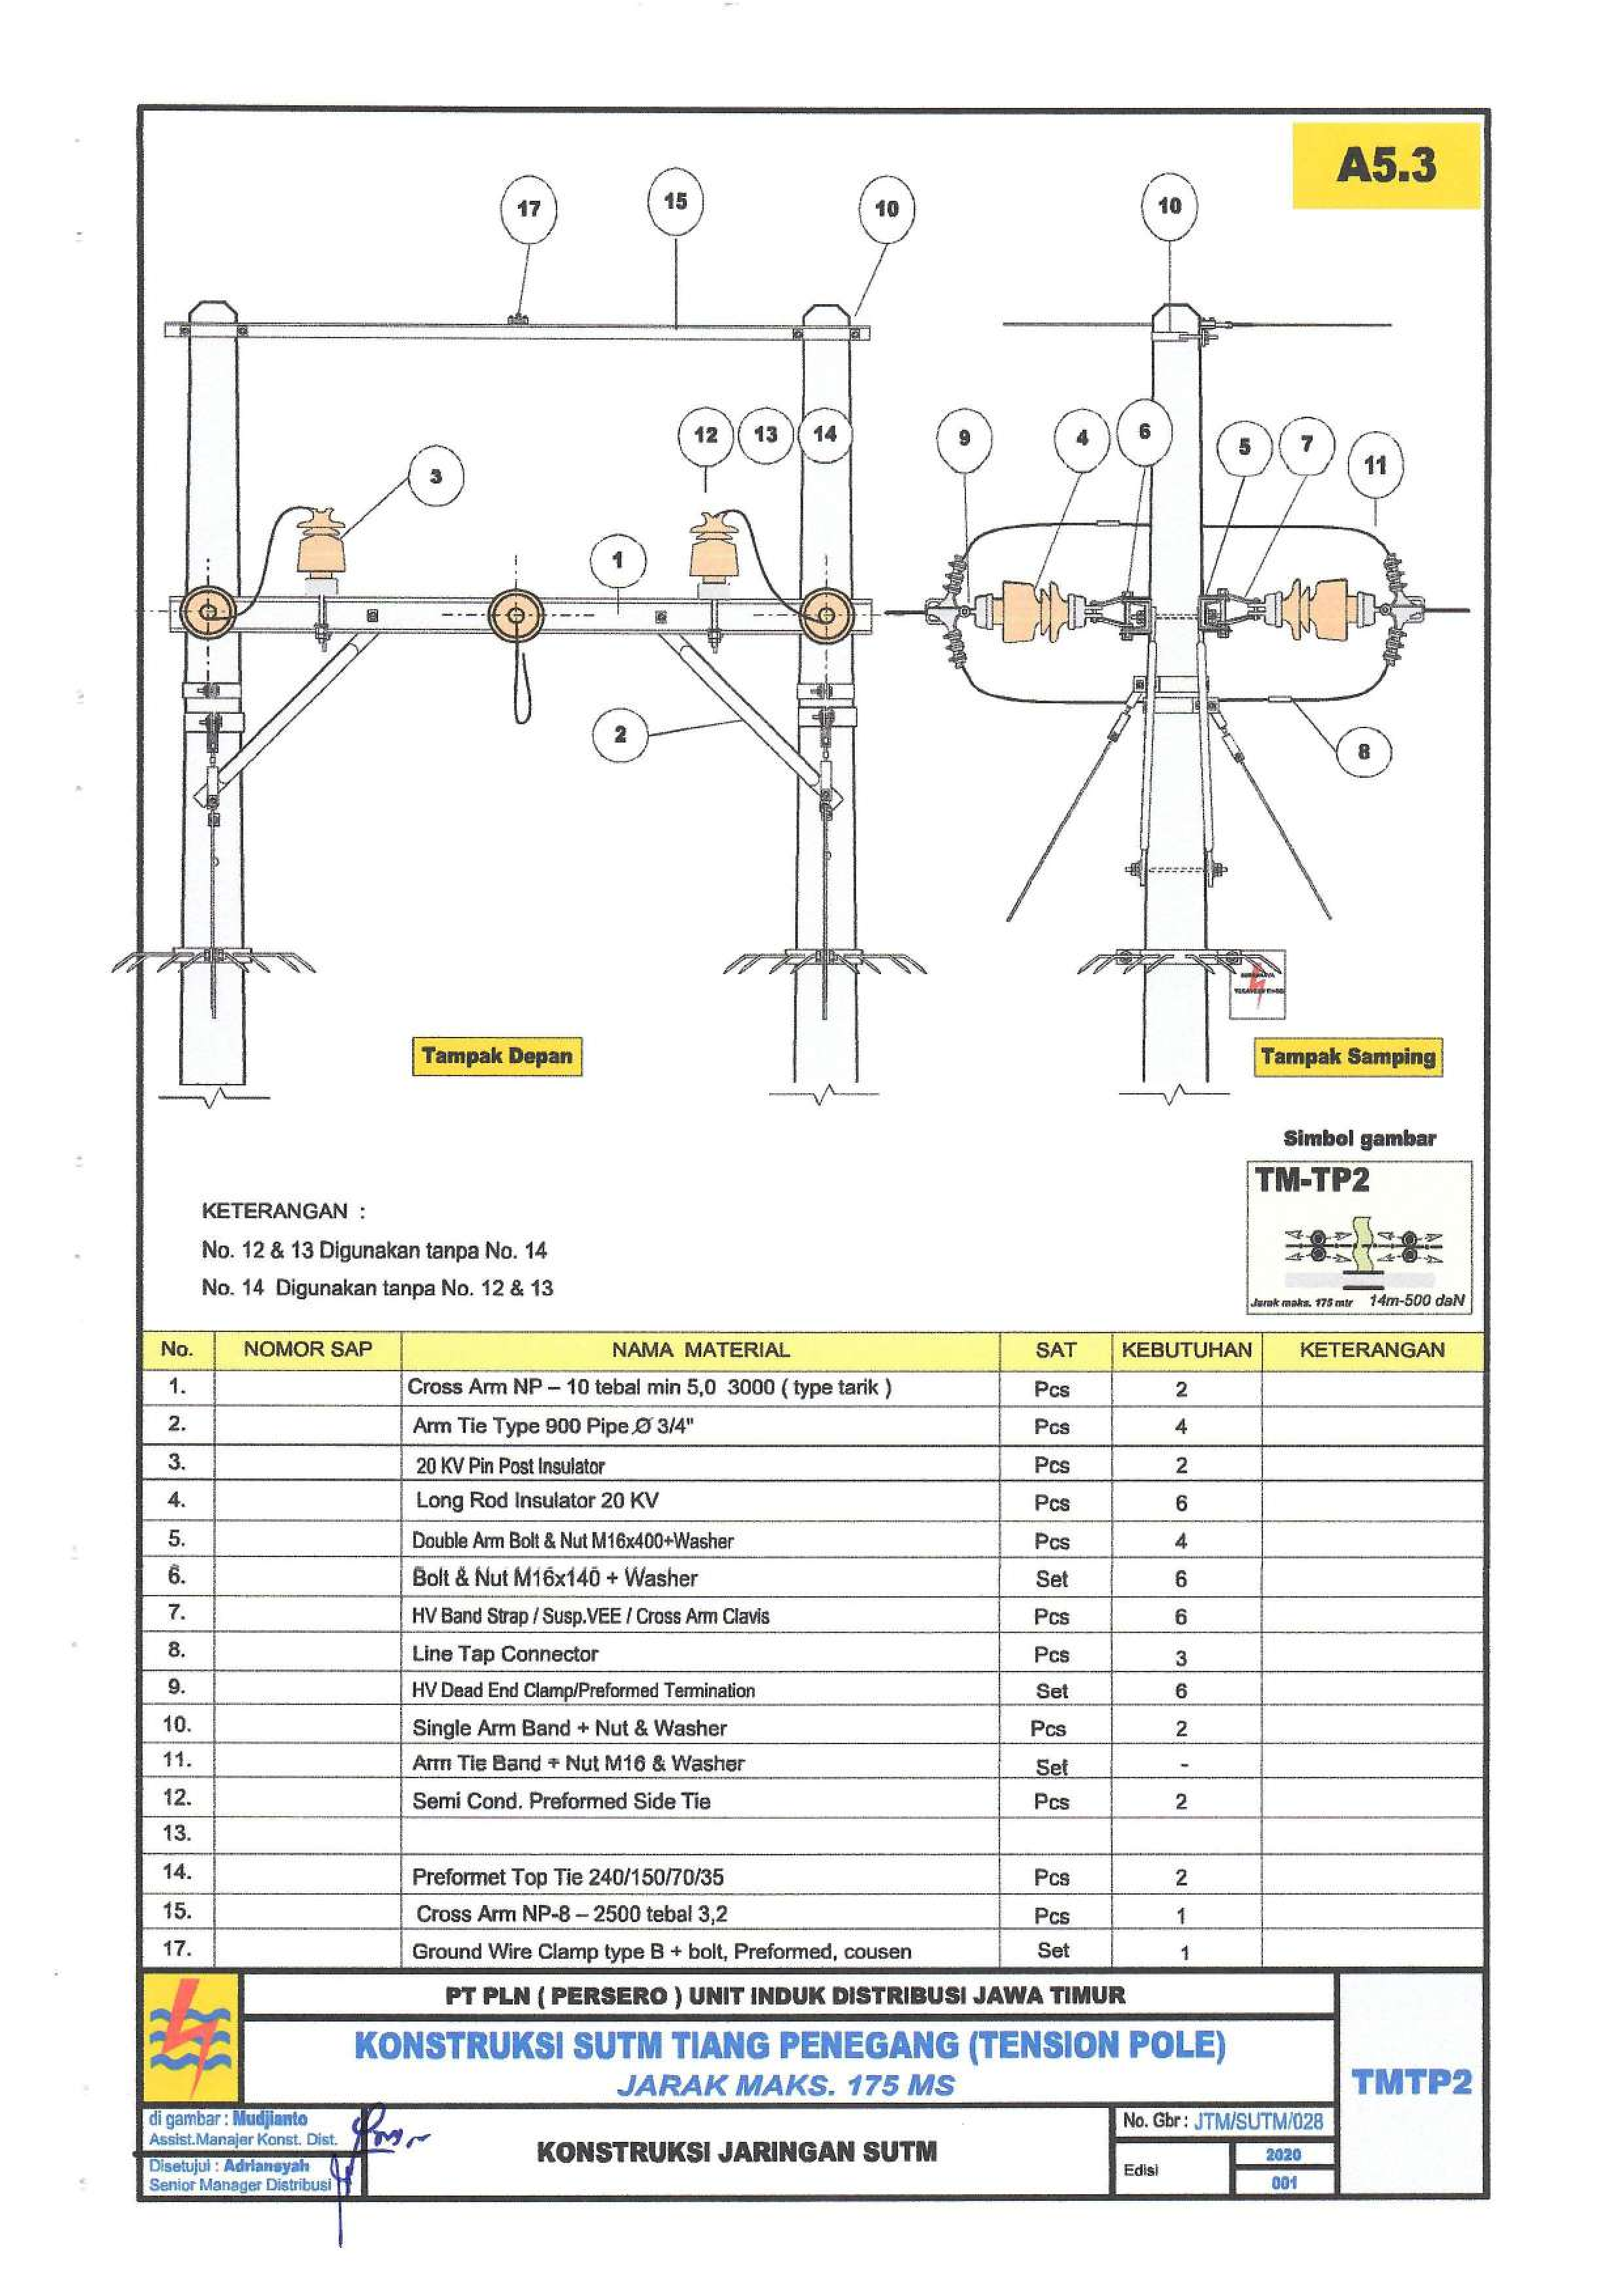 A5.3
17
15
10
10
12
13
14
9
4
6
5
7
11
3
1
2
8
Tampak Depan
Tampak Samping
Simbol gambar
TM-TP2
Jarak maks. 175 mtr 14m-500 daN
KETERANGAN :
No. 12 & 13 Digunakan tanpa No. 14
No. 14 Digunakan tanpa No. 12 & 13
No. NOMOR SAP NAMA MATERIAL SAT KEBUTUHAN KETERANGAN
1. Cross Arm NP – 10 tebal min 5,0 3000 ( type tarik ) Pcs 2
2. Arm Tie Type 900 Pipe Ø 3/4" Pcs 4
3. 20 KV Pin Post Insulator Pcs 2
4. Long Rod Insulator 20 KV Pcs 6
5. Double Arm Bolt & Nut M16x400+Washer Pcs 4
6. Bolt & Nut M16x140 + Washer Set 6
7. HV Band Strap / Susp.VEE / Cross Arm Clavis Pcs 6
8. Line Tap Connector Pcs 3
9. HV Dead End Clamp/Preformed Termination Set 6
10. Single Arm Band + Nut & Washer Pcs 2
11. Arm Tie Band + Nut M16 & Washer Set -
12. Semi Cond. Preformed Side Tie Pcs 2
13.
14. Preformet Top Tie 240/150/70/35 Pcs 2
15. Cross Arm NP-8 – 2500 tebal 3,2 Pcs 1
17. Ground Wire Clamp type B + bolt, Preformed, cousen Set 1
PT PLN ( PERSERO ) UNIT INDUK DISTRIBUSI JAWA TIMUR
KONSTRUKSI SUTM TIANG PENEGANG (TENSION POLE)
JARAK MAKS. 175 MS
TMTP2
di gambar : Mudjianto
Assist.Manajer Konst. Dist.
Disetujui : Adriansyah
Senior Manager Distribusi
KONSTRUKSI JARINGAN SUTM
No. Gbr : JTM/SUTM/028
Edisi
2020
001